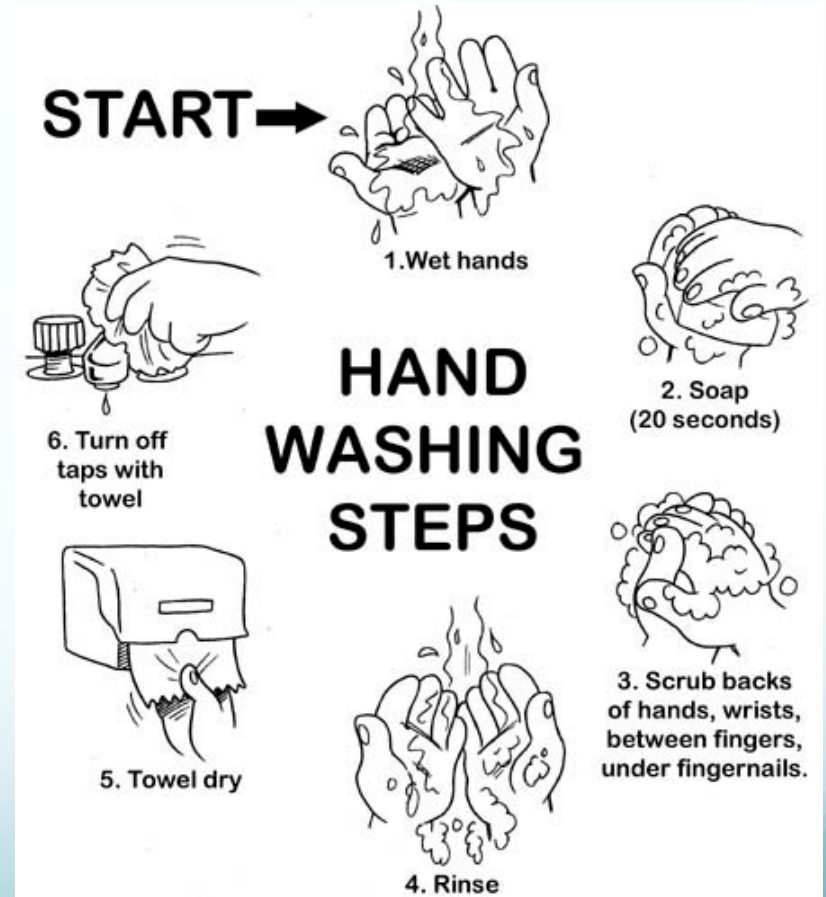 START
1.Wet hands
2. Soap
(20 seconds)
3. Scrub backs
of hands, wrists,
between fingers,
under fingernails.
4. Rinse
5. Towel dry
6. Turn off
taps with
towel
HAND
WASHING
STEPS